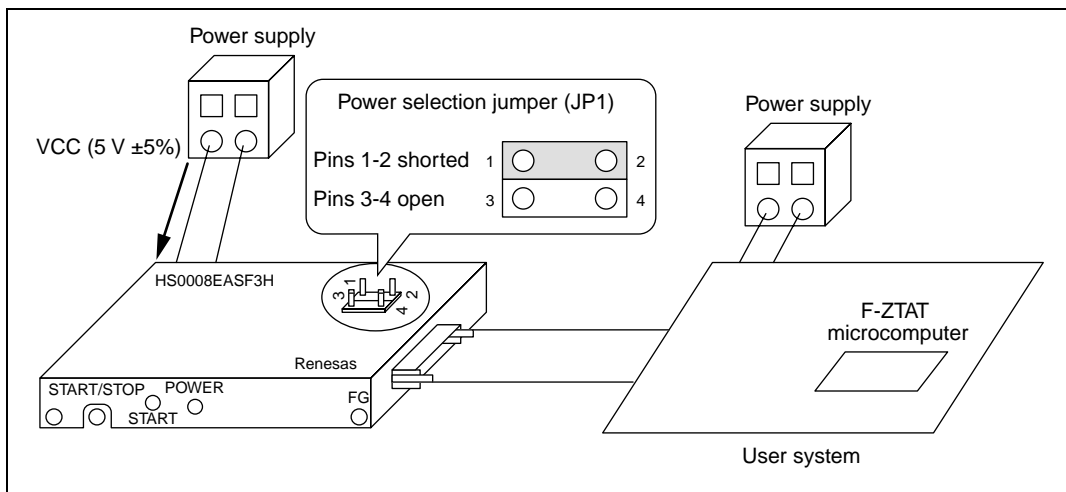 Power supply
Power selection jumper (JP1)
Power supply
VCC (5 V ±5%)
Pins 1-2 shorted
1
2
Pins 3-4 open
3
4
HS0008EASF3H
1
3
2
4
F-ZTAT
microcomputer
Renesas
START/STOP
POWER
FG
START
User system